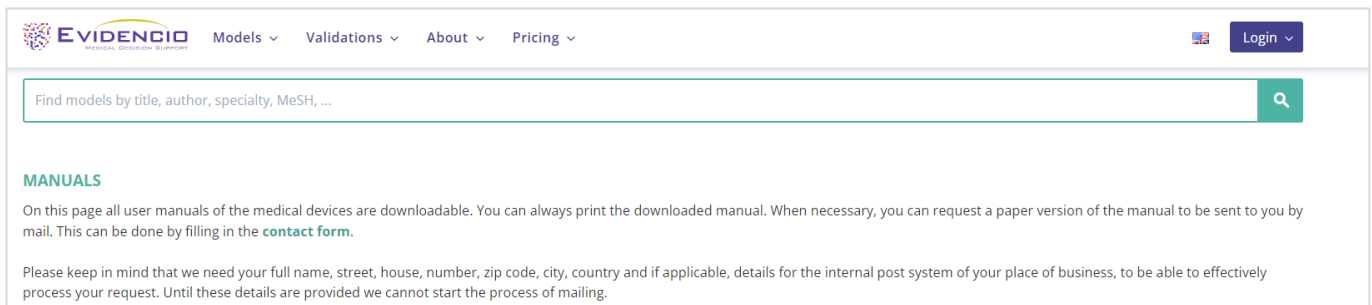 EVIDENCIO
MEDICAL DECISION SUPPORT
Models
Validations
About
Pricing
Login
Find models by title, author, specialty, MeSH, ...
MANUALS
On this page all user manuals of the medical devices are downloadable. You can always print the downloaded manual. When necessary, you can request a paper version of the manual to be sent to you by
mail. This can be done by filling in the contact form.
Please keep in mind that we need your full name, street, house, number, zip code, city, country and if applicable, details for the internal post system of your place of business, to be able to effectively
process your request. Until these details are provided we cannot start the process of mailing.